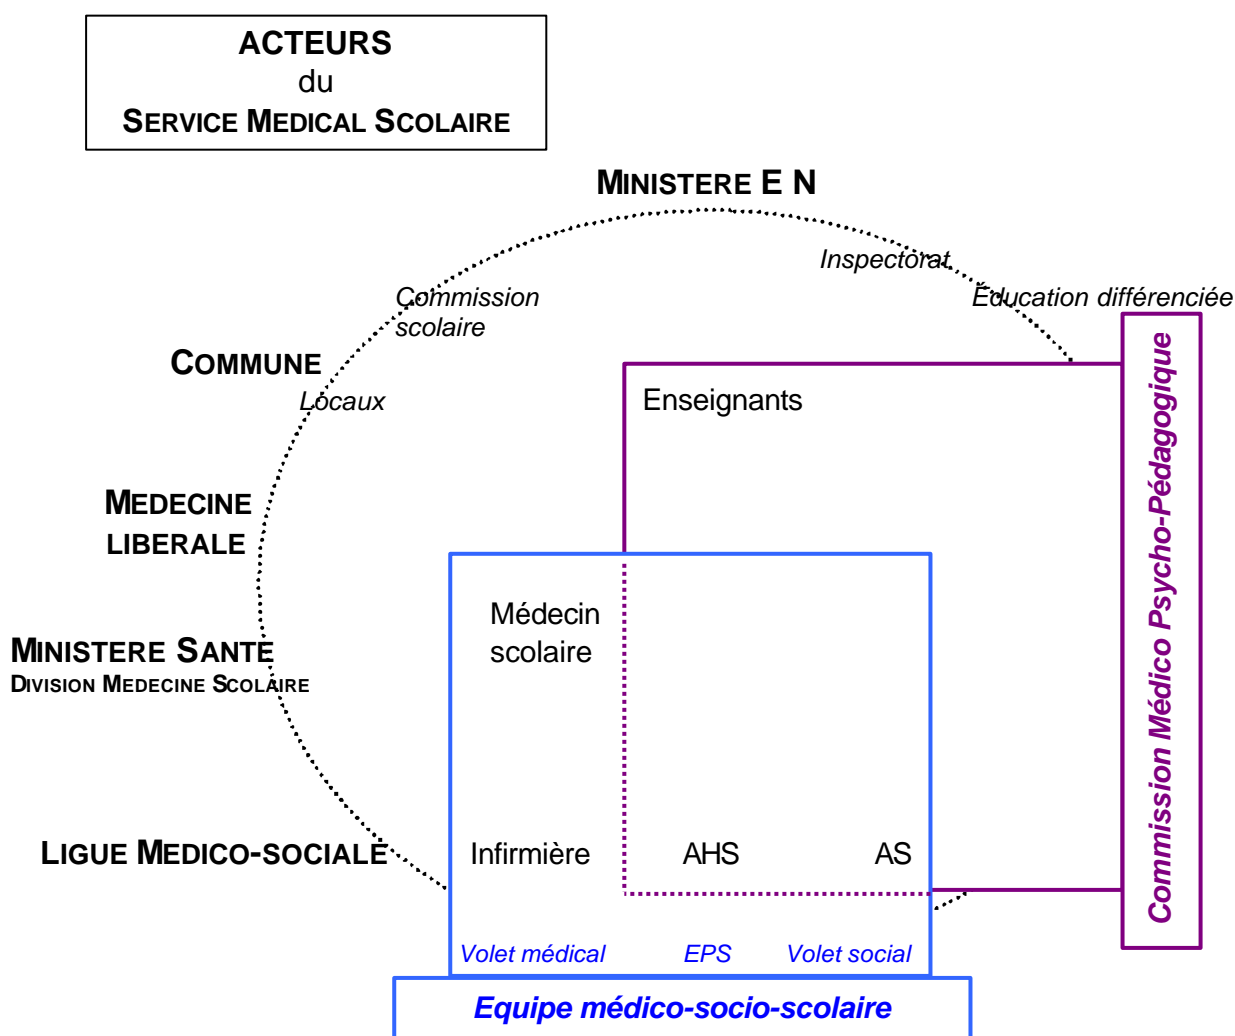 ACTEURS
du
SERVICE MEDICAL SCOLAIRE
MINISTERE E N
Inspectorat
Commission
scolaire
Éducation différenciée
COMMUNE
Locaux
Enseignants
MEDECINE
LIBERALE
Médecin
scolaire
MINISTERE SANTE
DIVISION MEDECINE SCOLAIRE
LIGUE MEDICO-SOCIALE
Infirmière
AHS
AS
Volet médical
EPS
Volet social
Equipe médico-socio-scolaire
Commission Médico Psycho-Pédagogique